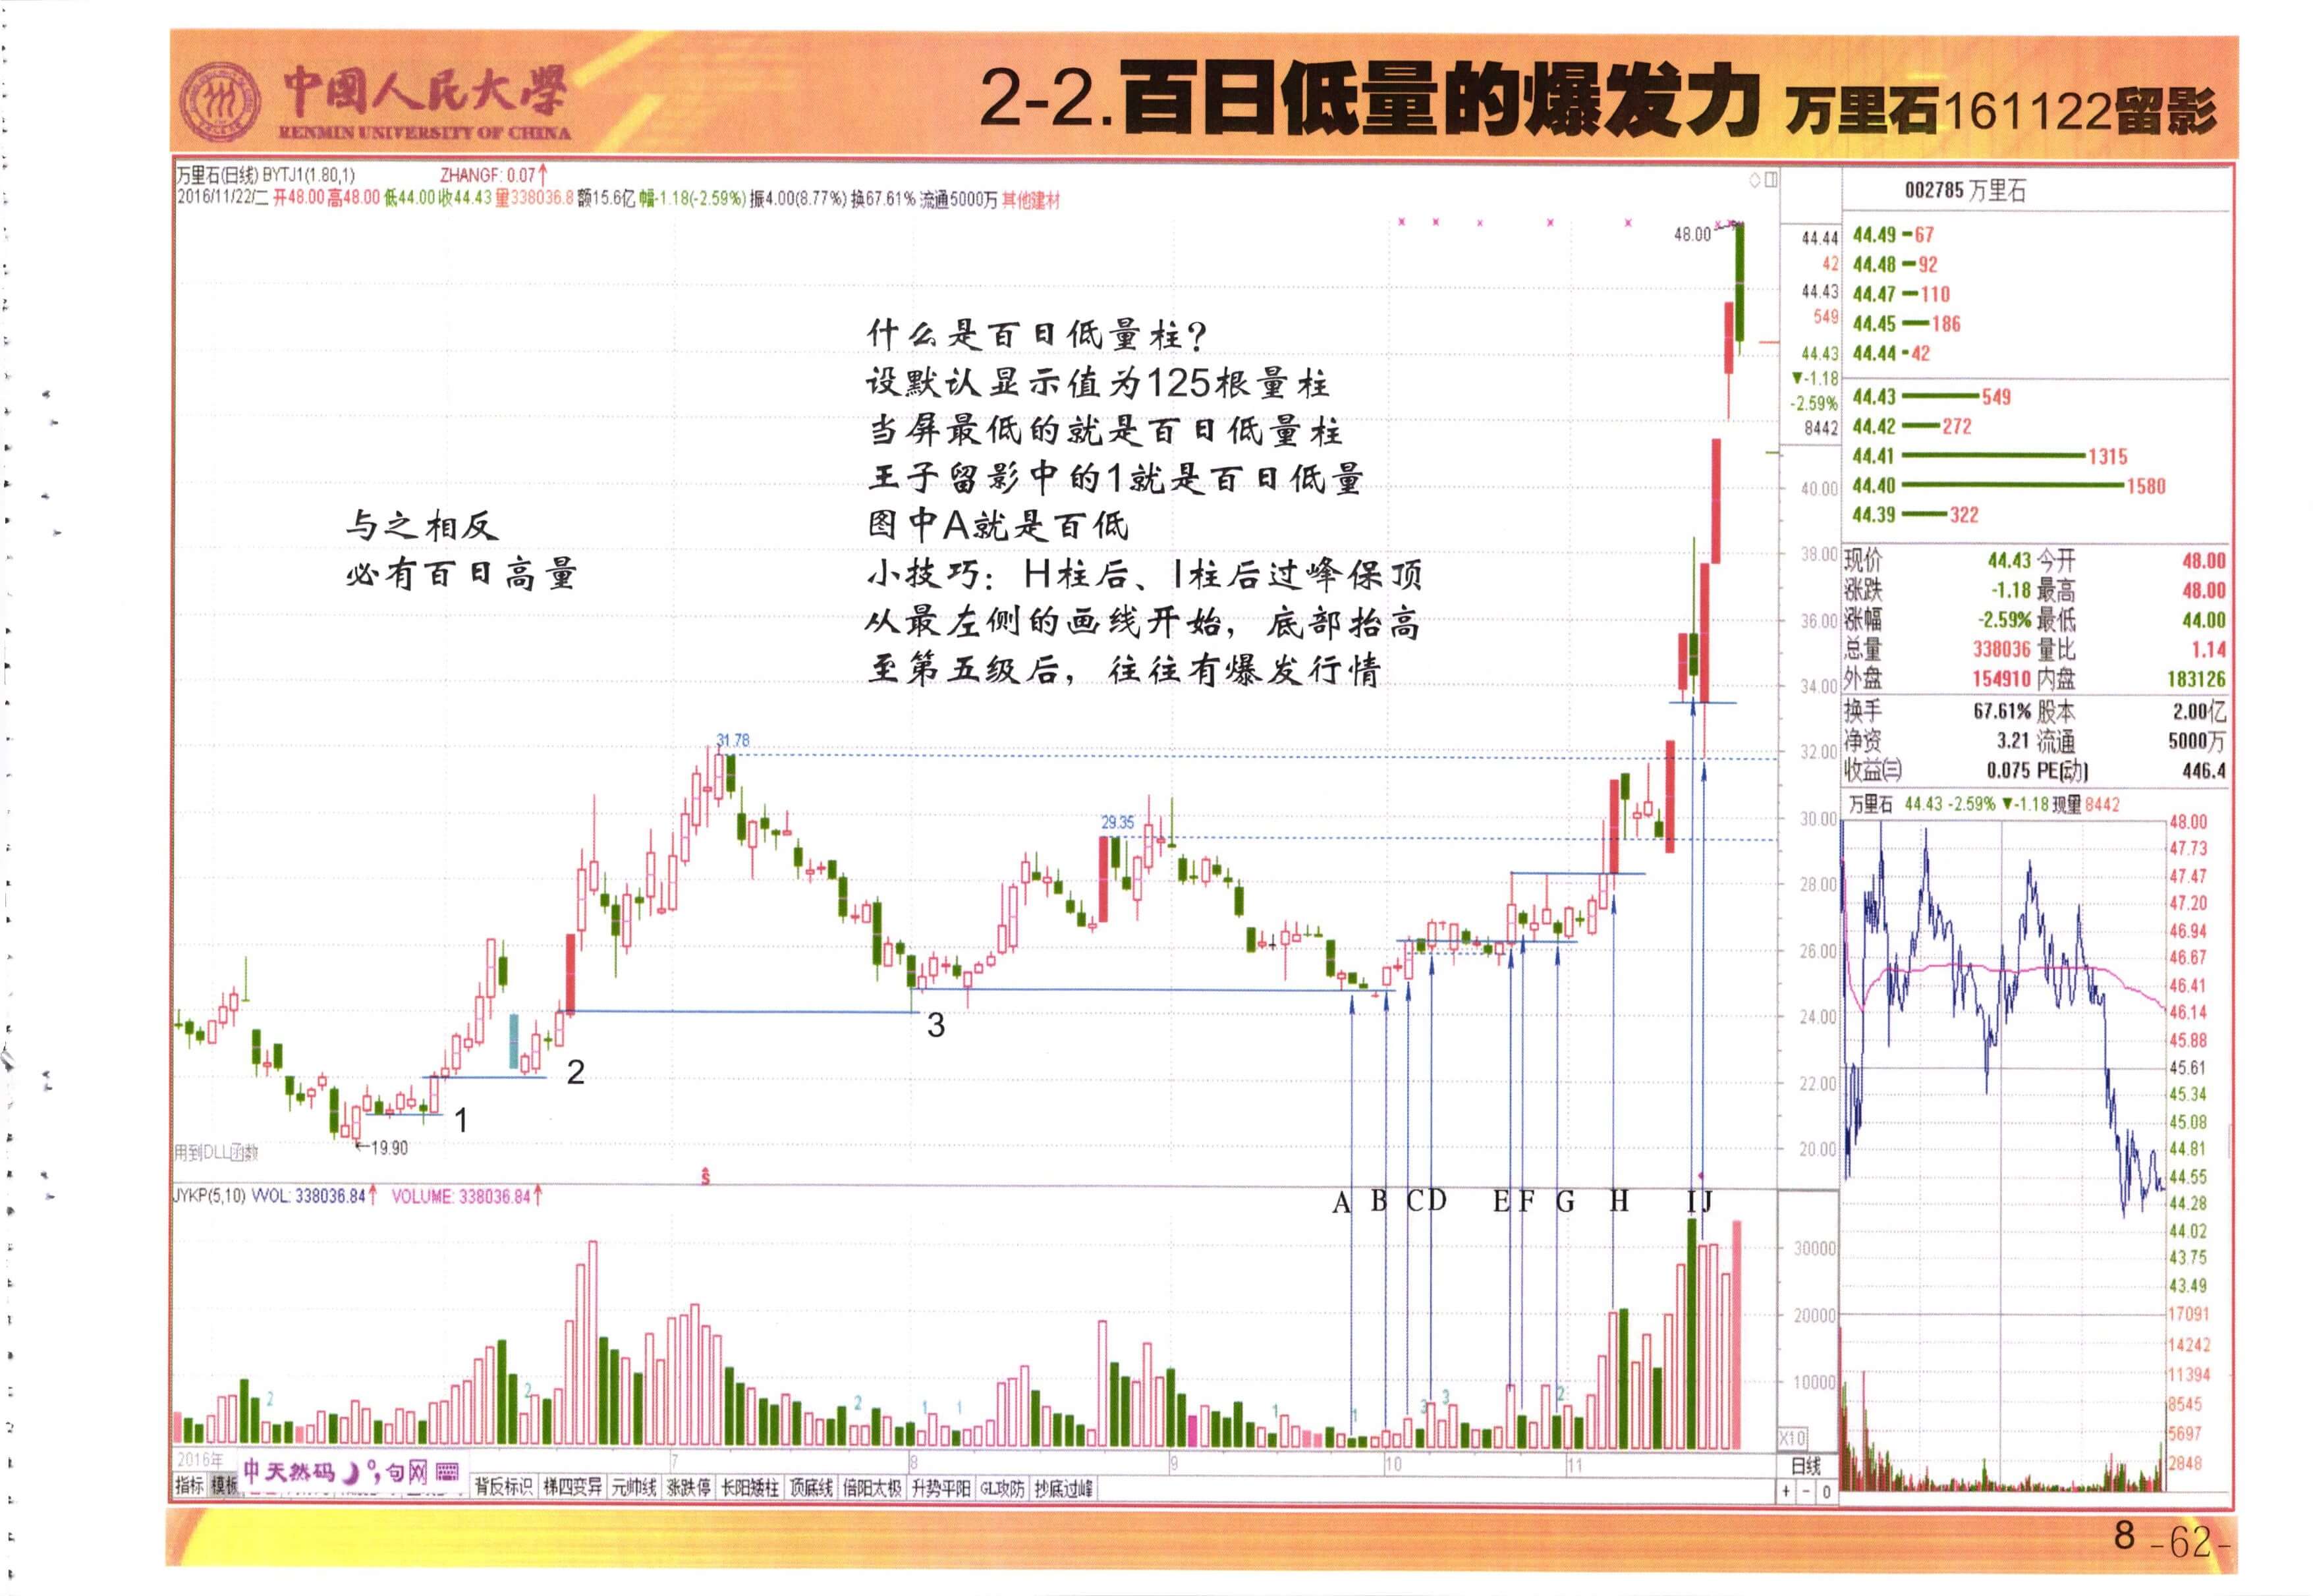 中国人民大学
RENMIN UNIVERSITY OF CHINA
2-2.百日低量的爆发力 万里石161122留影
万里石(日线) BYTJ1(1.80,1) ZHANGF: 0.07↑
2016/11/22/二 开48.00 高48.00 低44.00 收44.43 量338036.8 额15.6亿 幅-1.18(-2.59%) 振4.00(8.77%) 换67.61% 流通5000万 其他建材
什么是百日低量柱?
设默认显示值为125根量柱
当屏最低的就是百日低量柱
王子留影中的1就是百日低量
图中A就是百低
小技巧：H柱后、I柱后过峰保顶
从最左侧的画线开始，底部抬高
至第五级后，往往有爆发行情
与之相反
必有百日高量
48.00
31.78
29.35
1
2
3
←19.90
用到DLL函数
44.44
42
44.43
549
44.43
▼-1.18
-2.59%
8442
40.00
38.00
36.00
34.00
32.00
30.00
28.00
26.00
24.00
22.00
20.00
JYKP(5,10) VVOL: 338036.84↑ VOLUME: 338036.84↑
A B C D E F G H I J
2
2
2
1
1
1
1
3
3
2
30000
20000
10000
X10
2016年 7 8 9 10 11 日线
中天然码 句网
指标 模板 背反标识 梯四变异 元帅线 涨跌停 长阳矮柱 顶底线 倍阳太极 升势平阳 GL攻防 抄底过峰
+ - 0
002785 万里石
44.49 67
44.48 92
44.47 110
44.45 186
44.44 42
44.43 549
44.42 272
44.41 1315
44.40 1580
44.39 322
现价 44.43 今开 48.00
涨跌 -1.18 最高 48.00
涨幅 -2.59% 最低 44.00
总量 338036 量比 1.14
外盘 154910 内盘 183126
换手 67.61% 股本 2.00亿
净资 3.21 流通 5000万
收益(三) 0.075 PE(动) 446.4
万里石 44.43 -2.59% ▼-1.18 现量 8442
48.00
47.73
47.47
47.20
46.94
46.67
46.41
46.14
45.88
45.61
45.34
45.08
44.81
44.55
44.28
44.02
43.75
43.49
17091
14242
11394
8545
5697
2848
8 -62-